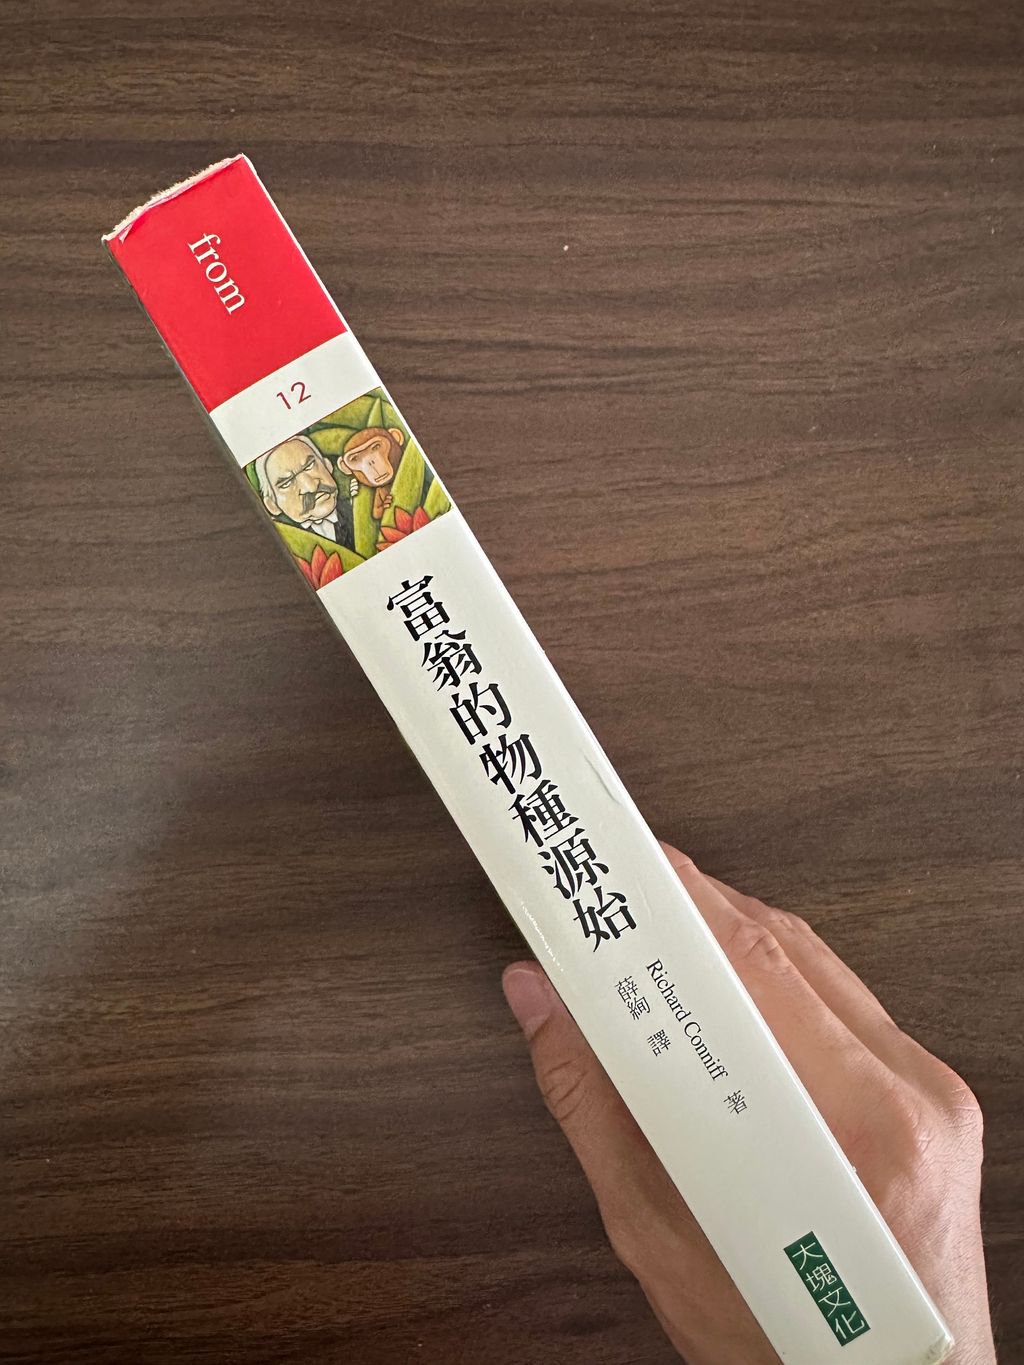 from
12
富翁的物種源始
Richard Conniff 著
薛絢 譯
大塊文化